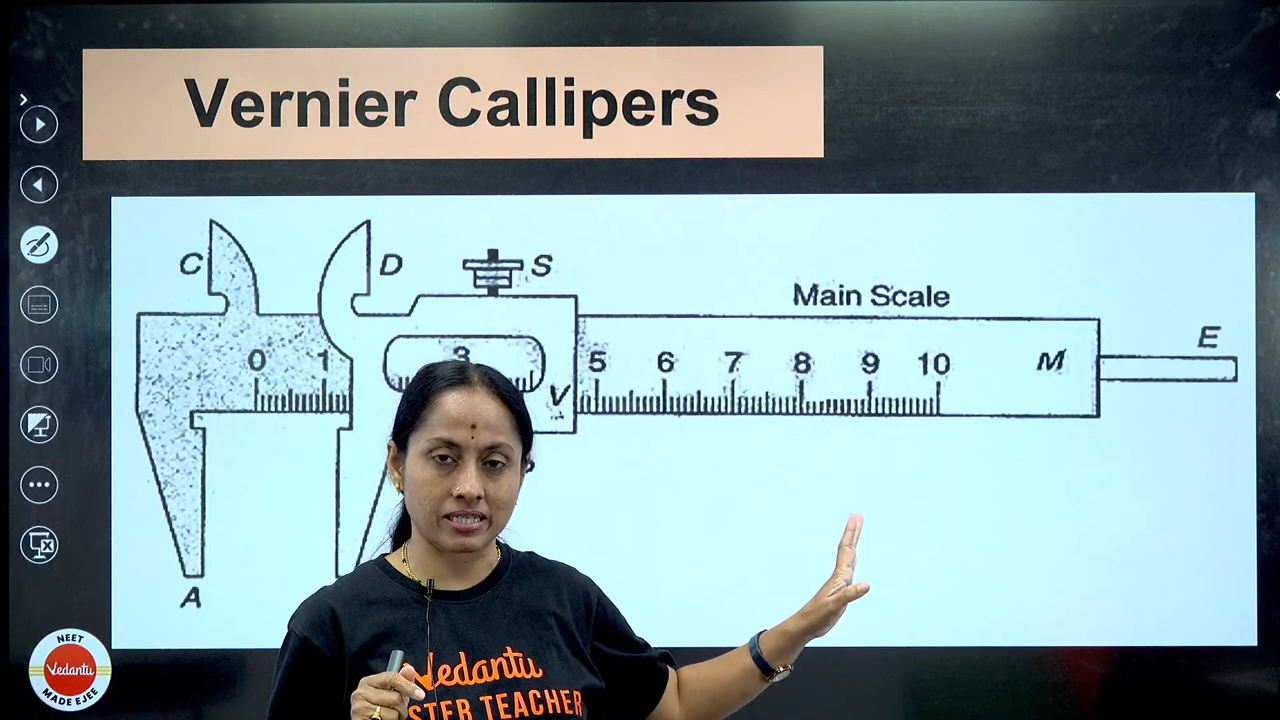 Vernier Callipers
C
D
S
Main Scale
E
0 1 3 5 6 7 8 9 10
M
V
A
NEET
Vedantu
MADE EJEE
Vedantu
STER TEACHER